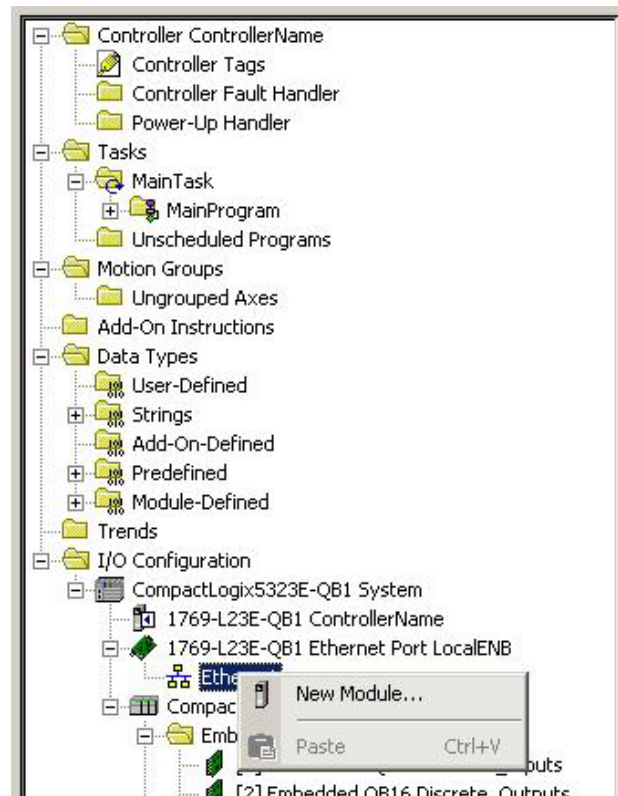 Controller ControllerName
Controller Tags
Controller Fault Handler
Power-Up Handler
Tasks
MainTask
MainProgram
Unscheduled Programs
Motion Groups
Ungrouped Axes
Add-On Instructions
Data Types
User-Defined
Strings
Add-On-Defined
Predefined
Module-Defined
Trends
I/O Configuration
CompactLogix5323E-QB1 System
1769-L23E-QB1 ControllerName
1769-L23E-QB1 Ethernet Port LocalENB
Ethe
New Module...
Compac
Emb
Paste Ctrl+V
puts
[2] Embedded OB16 Discrete_Outputs